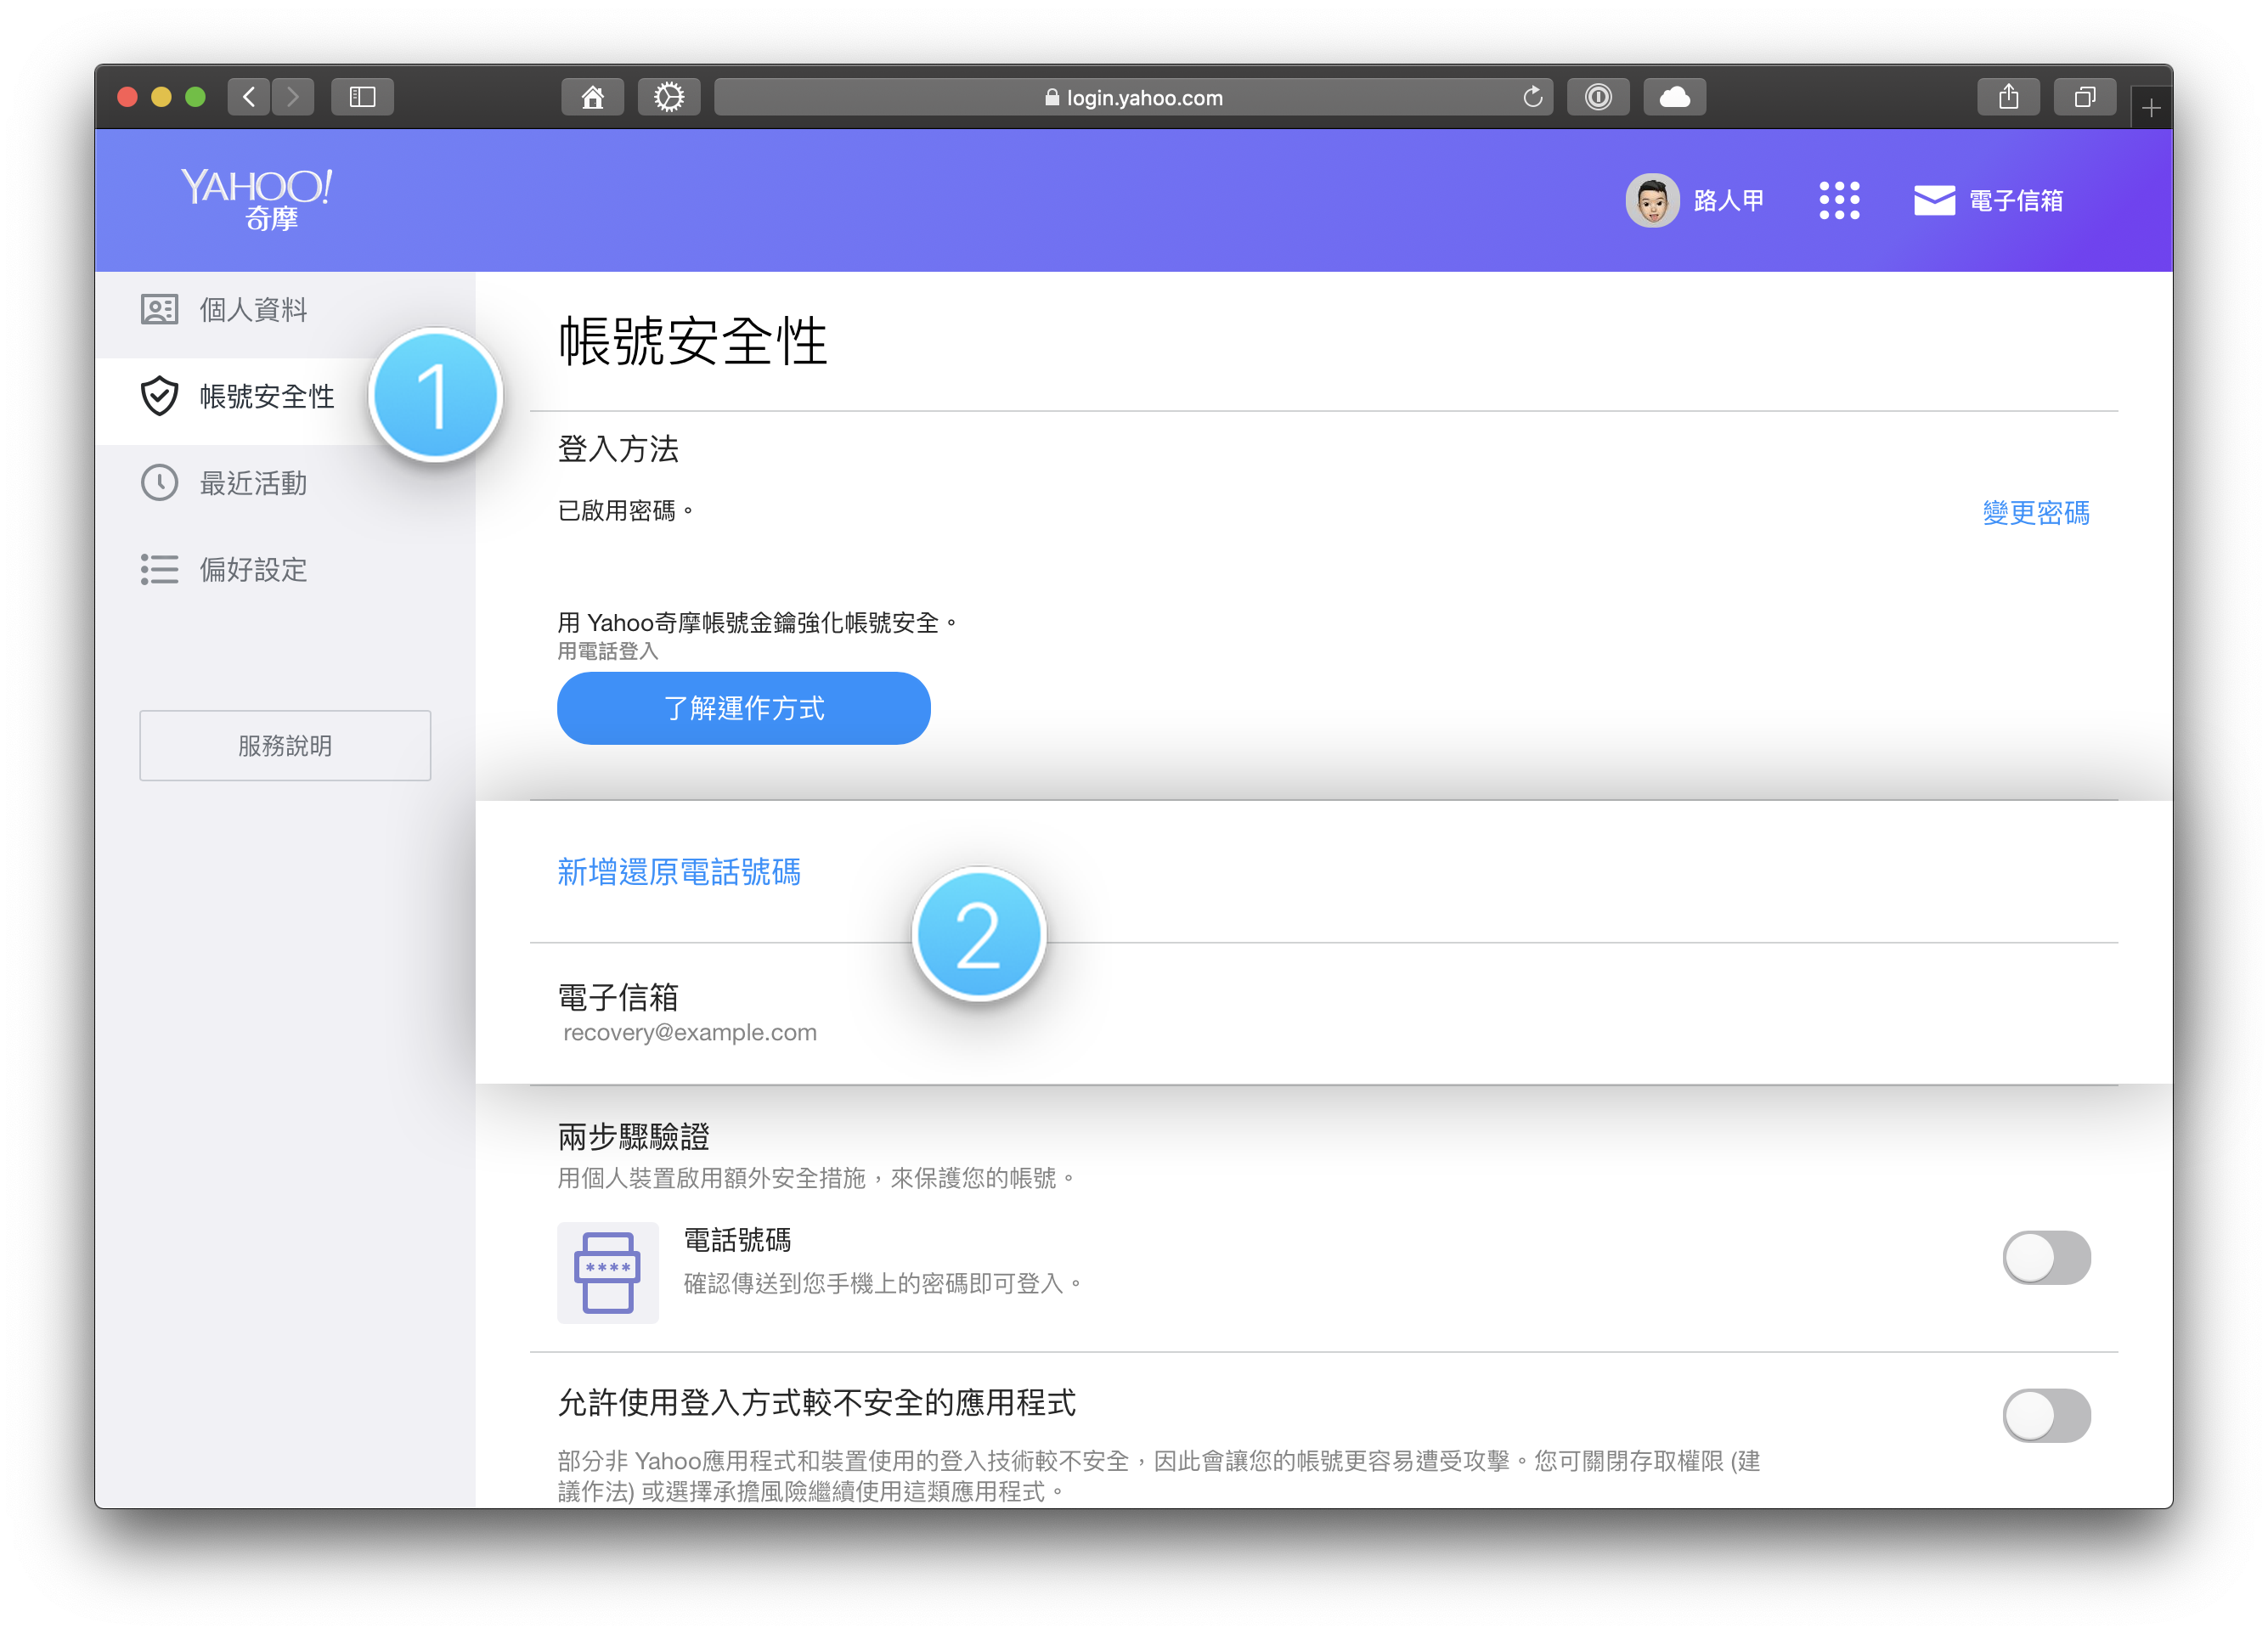 login.yahoo.com
YAHOO!
奇摩
路人甲
電子信箱
個人資料
帳號安全性
1
最近活動
偏好設定
服務說明
帳號安全性
登入方法
已啟用密碼。
變更密碼
用 Yahoo奇摩帳號金鑰強化帳號安全。
用電話登入
了解運作方式
新增還原電話號碼
2
電子信箱
recovery@example.com
兩步驟驗證
用個人裝置啟用額外安全措施，來保護您的帳號。
****
電話號碼
確認傳送到您手機上的密碼即可登入。
允許使用登入方式較不安全的應用程式
部分非 Yahoo應用程式和裝置使用的登入技術較不安全，因此會讓您的帳號更容易遭受攻擊。您可關閉存取權限 (建
議作法) 或選擇承擔風險繼續使用這類應用程式。